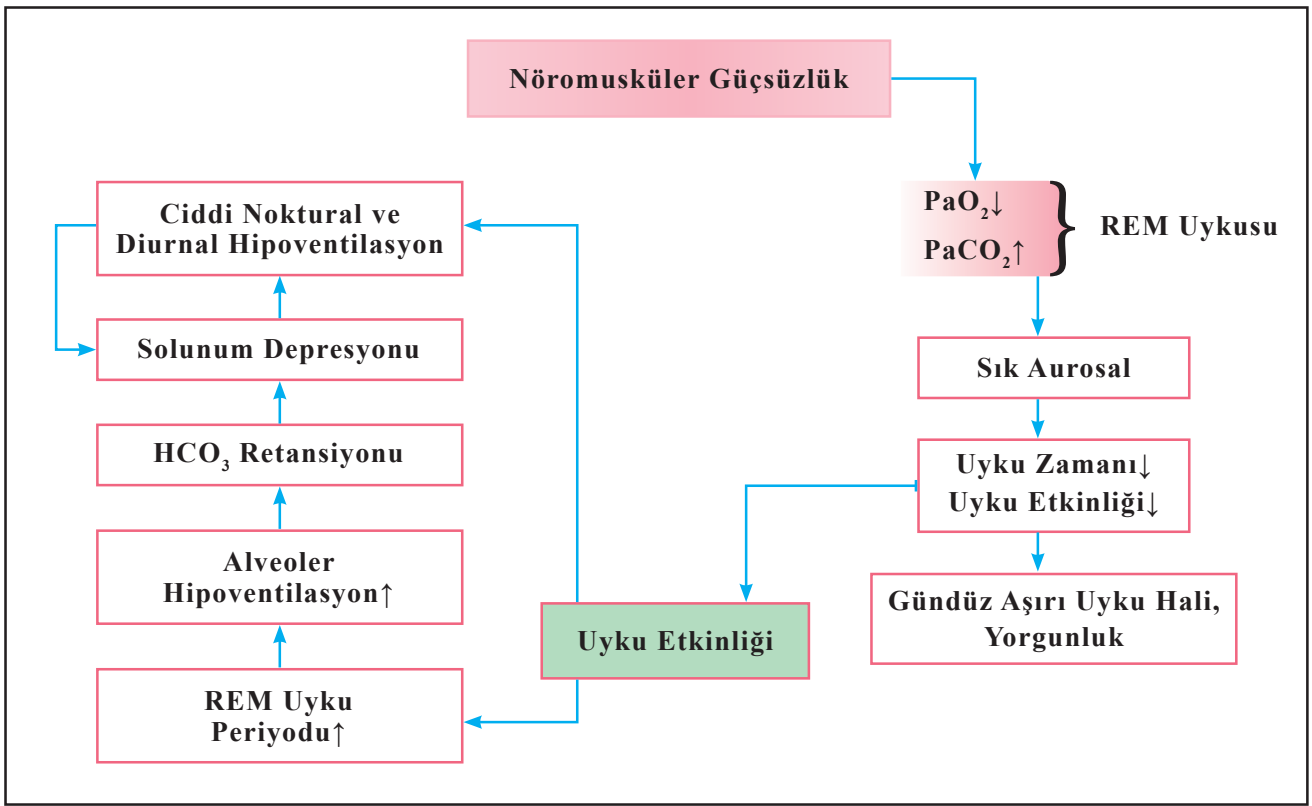 Nöromusküler Güçsüzlük
PaO₂↓
PaCO₂↑
REM Uykusu
Sık Aurosal
Uyku Zamanı↓
Uyku Etkinliği↓
Gündüz Aşırı Uyku Hali,
Yorgunluk
Uyku Etkinliği
Ciddi Noktural ve
Diurnal Hipoventilasyon
Solunum Depresyonu
HCO₃ Retansiyonu
Alveoler
Hipoventilasyon↑
REM Uyku
Periyodu↑